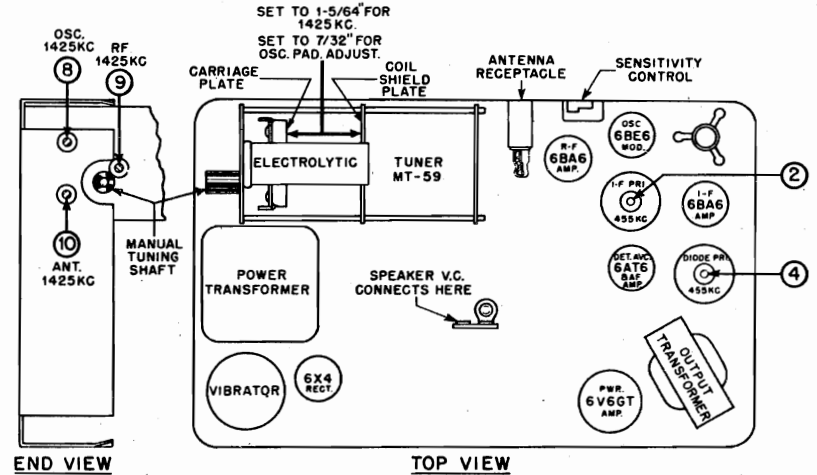 SET TO 1-5/64" FOR
1425 KC.
SET TO 7/32" FOR
OSC. PAD. ADJUST.
OSC.
1425KC
8
RF
1425KC
9
CARRIAGE
PLATE
COIL
SHIELD
PLATE
ANTENNA
RECEPTACLE
SENSITIVITY
CONTROL
ELECTROLYTIC
TUNER
MT-59
R-F
6BA6
AMP.
OSC
6BE6
MOD.
I-F PRI
455KC
2
I-F
6BA6
AMP
10
ANT.
1425KC
MANUAL
TUNING
SHAFT
POWER
TRANSFORMER
SPEAKER V.C.
CONNECTS HERE
DET. AVC.
6AT6
&AF
AMP
DIODE PRI.
455KC
4
VIBRATOR
6X4
RECT.
PWR.
6V6GT
AMP.
OUTPUT
TRANSFORMER
END VIEW
TOP VIEW